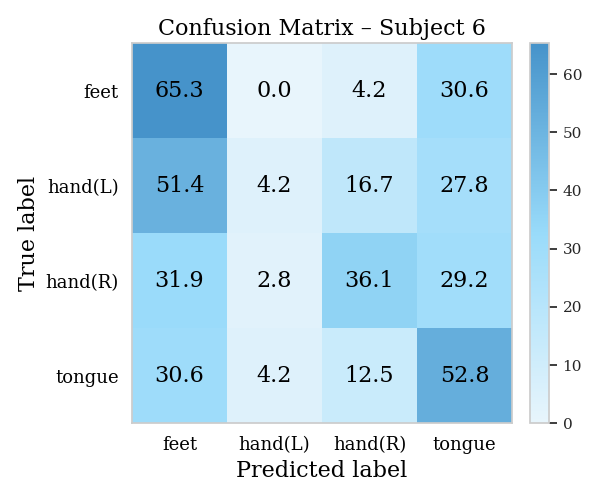 Confusion Matrix – Subject 6
True label
feet 65.3 0.0 4.2 30.6
hand(L) 51.4 4.2 16.7 27.8
hand(R) 31.9 2.8 36.1 29.2
tongue 30.6 4.2 12.5 52.8
feet hand(L) hand(R) tongue
Predicted label
60
50
40
30
20
10
0